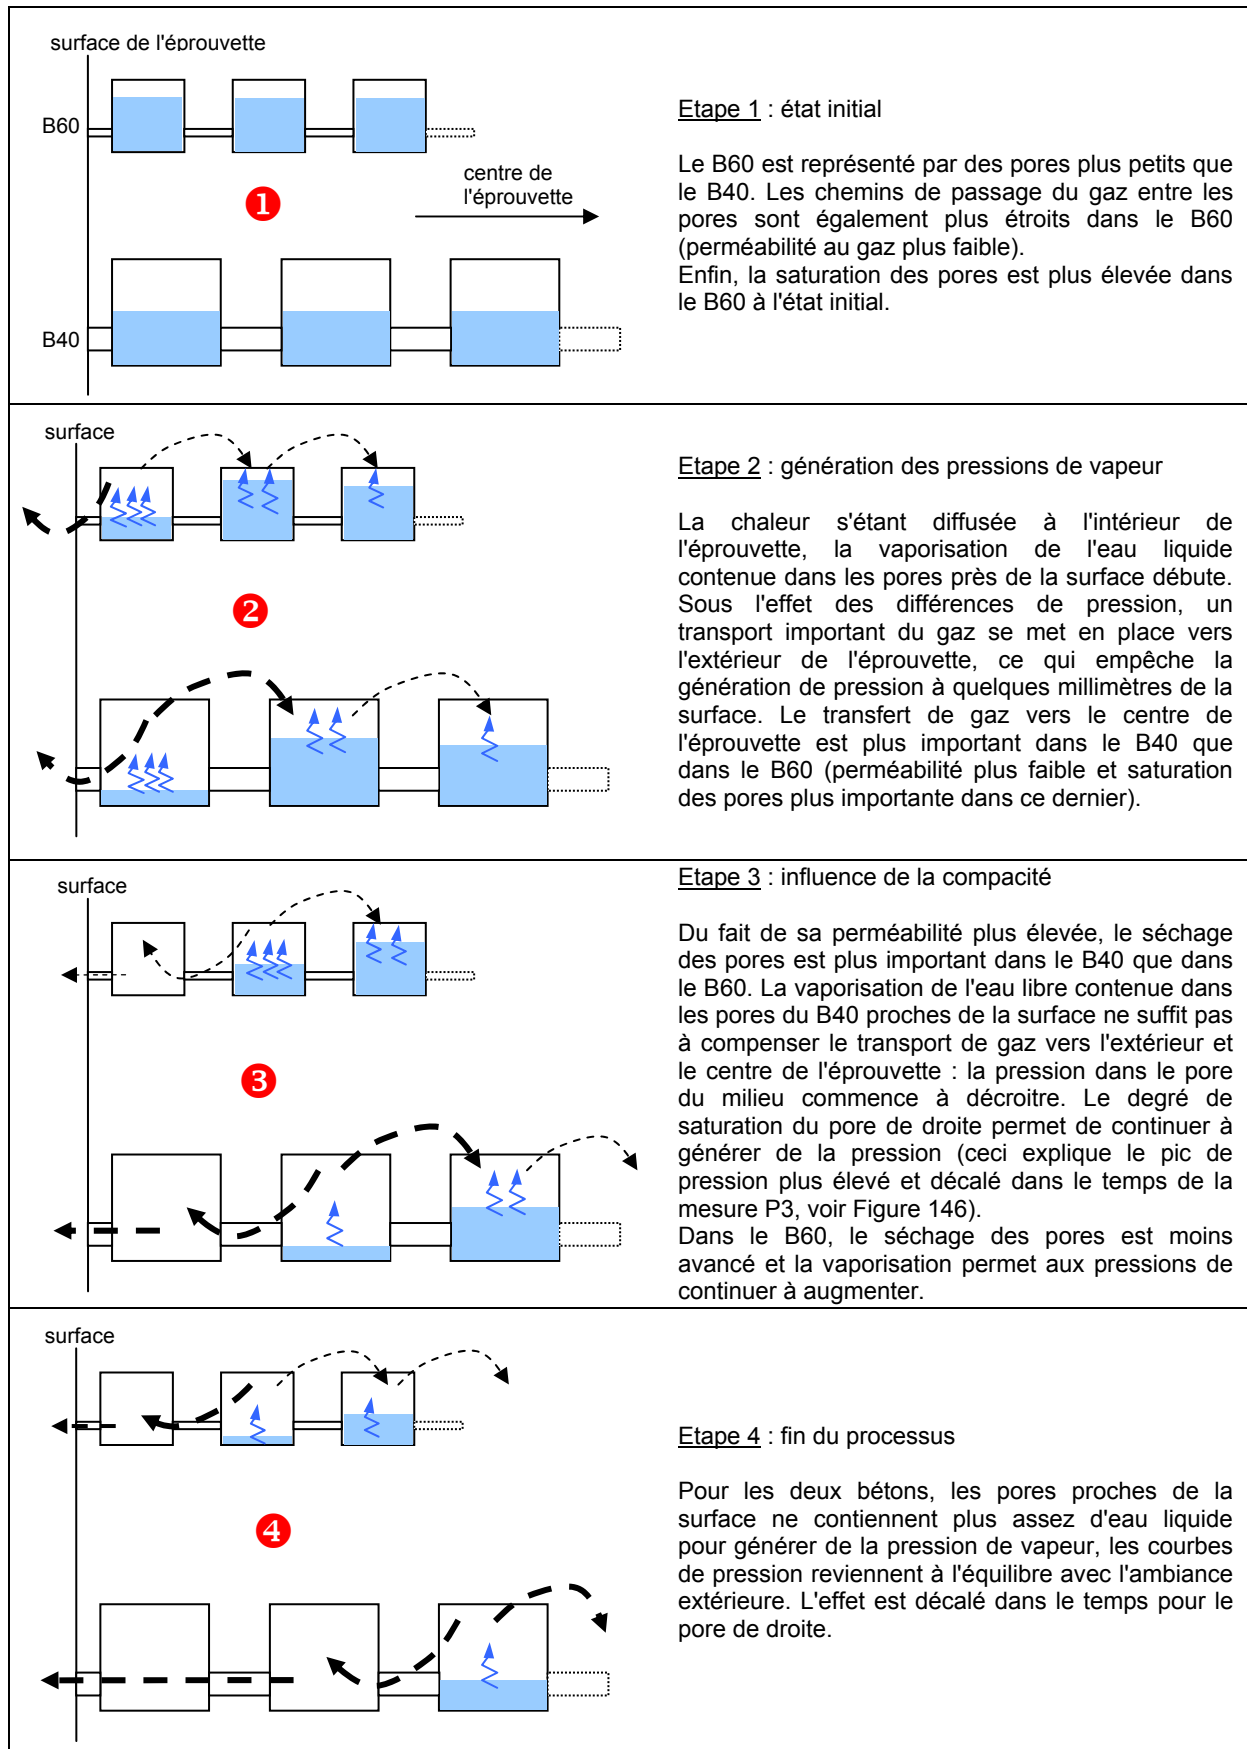 surface de l'éprouvette
B60
centre de
l'éprouvette
1
B40
Etape 1 : état initial
Le B60 est représenté par des pores plus petits que
le B40. Les chemins de passage du gaz entre les
pores sont également plus étroits dans le B60
(perméabilité au gaz plus faible).
Enfin, la saturation des pores est plus élevée dans
le B60 à l'état initial.
surface
2
Etape 2 : génération des pressions de vapeur
La chaleur s'étant diffusée à l'intérieur de
l'éprouvette, la vaporisation de l'eau liquide
contenue dans les pores près de la surface débute.
Sous l'effet des différences de pression, un
transport important du gaz se met en place vers
l'extérieur de l'éprouvette, ce qui empêche la
génération de pression à quelques millimètres de la
surface. Le transfert de gaz vers le centre de
l'éprouvette est plus important dans le B40 que
dans le B60 (perméabilité plus faible et saturation
des pores plus importante dans ce dernier).
surface
3
Etape 3 : influence de la compacité
Du fait de sa perméabilité plus élevée, le séchage
des pores est plus important dans le B40 que dans
le B60. La vaporisation de l'eau libre contenue dans
les pores du B40 proches de la surface ne suffit pas
à compenser le transport de gaz vers l'extérieur et
le centre de l'éprouvette : la pression dans le pore
du milieu commence à décroitre. Le degré de
saturation du pore de droite permet de continuer à
générer de la pression (ceci explique le pic de
pression plus élevé et décalé dans le temps de la
mesure P3, voir Figure 146).
Dans le B60, le séchage des pores est moins
avancé et la vaporisation permet aux pressions de
continuer à augmenter.
surface
4
Etape 4 : fin du processus
Pour les deux bétons, les pores proches de la
surface ne contiennent plus assez d'eau liquide
pour générer de la pression de vapeur, les courbes
de pression reviennent à l'équilibre avec l'ambiance
extérieure. L'effet est décalé dans le temps pour le
pore de droite.